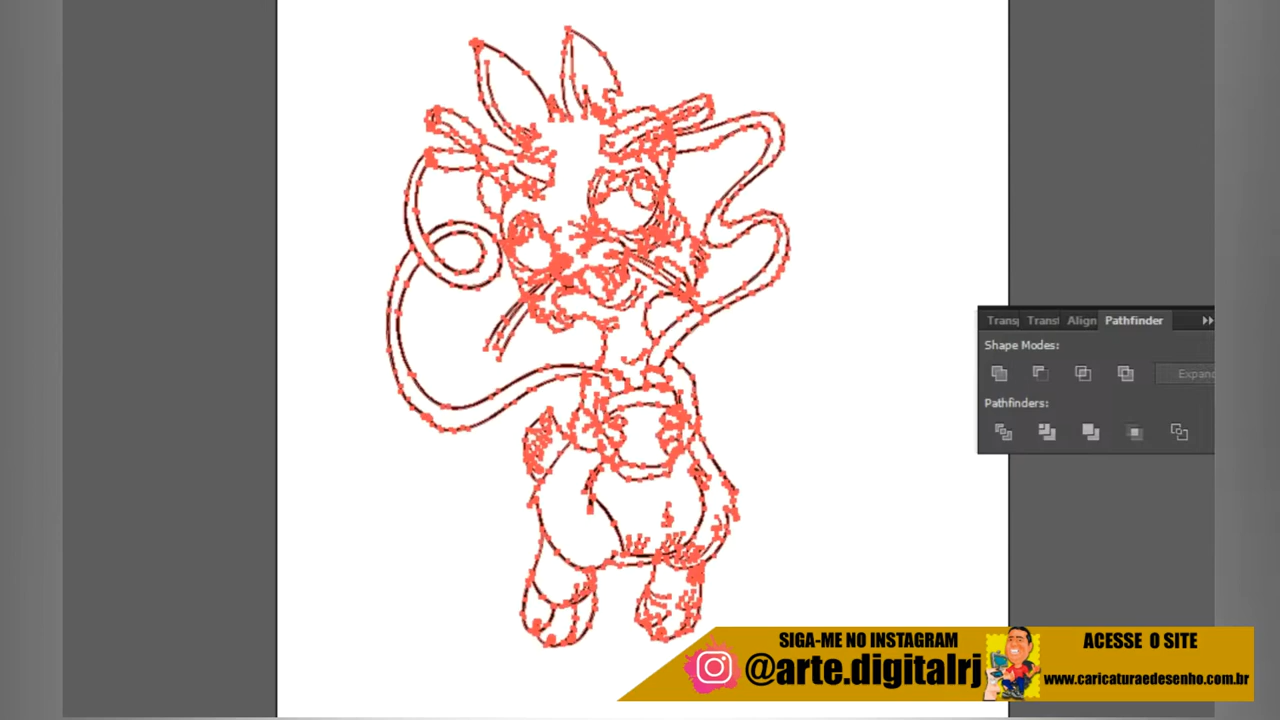 Transp Transf Align Pathfinder
Shape Modes:
Expand
Pathfinders:
SIGA-ME NO INSTAGRAM
@arte.digitalrj
ACESSE O SITE
www.caricaturaedesenho.com.br